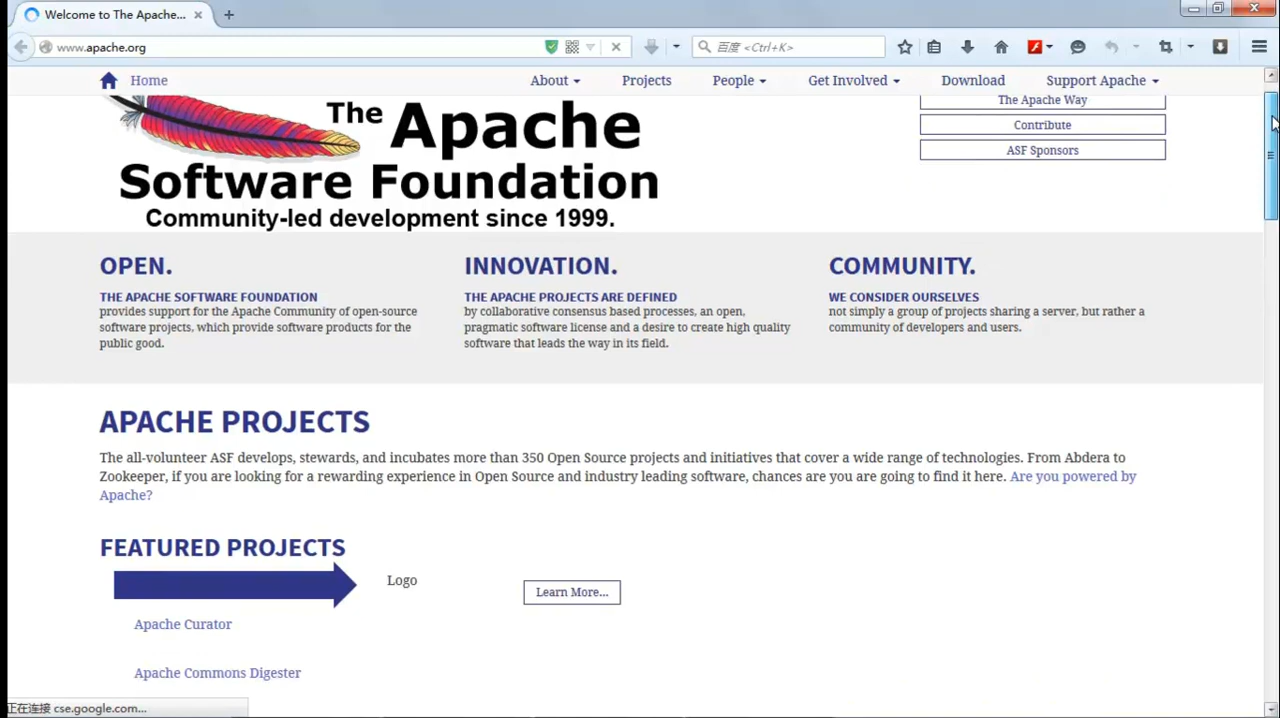 Welcome to The Apache...
www.apache.org
百度 <Ctrl+K>
Home
About
Projects
People
Get Involved
Download
Support Apache
The Apache
Software Foundation
Community-led development since 1999.
The Apache Way
Contribute
ASF Sponsors
OPEN.
THE APACHE SOFTWARE FOUNDATION
provides support for the Apache Community of open-source
software projects, which provide software products for the
public good.
INNOVATION.
THE APACHE PROJECTS ARE DEFINED
by collaborative consensus based processes, an open,
pragmatic software license and a desire to create high quality
software that leads the way in its field.
COMMUNITY.
WE CONSIDER OURSELVES
not simply a group of projects sharing a server, but rather a
community of developers and users.
APACHE PROJECTS
The all-volunteer ASF develops, stewards, and incubates more than 350 Open Source projects and initiatives that cover a wide range of technologies. From Abdera to
Zookeeper, if you are looking for a rewarding experience in Open Source and industry leading software, chances are you are going to find it here. Are you powered by
Apache?
FEATURED PROJECTS
Logo
Learn More...
Apache Curator
Apache Commons Digester
正在连接 cse.google.com...